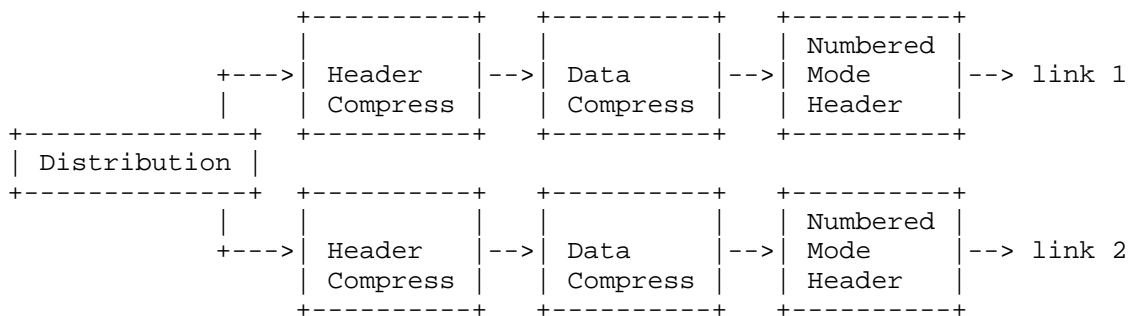 +----------+   +----------+   +----------+
|          |   |          |   | Numbered |
+--->| Header   |-->| Data     |-->| Mode     |--> link 1
|    | Compress |   | Compress |   | Header   |
+--------------+  +----------+   +----------+   +----------+
| Distribution |
+--------------+  +----------+   +----------+   +----------+
|    |          |   |          |   | Numbered |
+--->| Header   |-->| Data     |-->| Mode     |--> link 2
| Compress |   | Compress |   | Header   |
+----------+   +----------+   +----------+